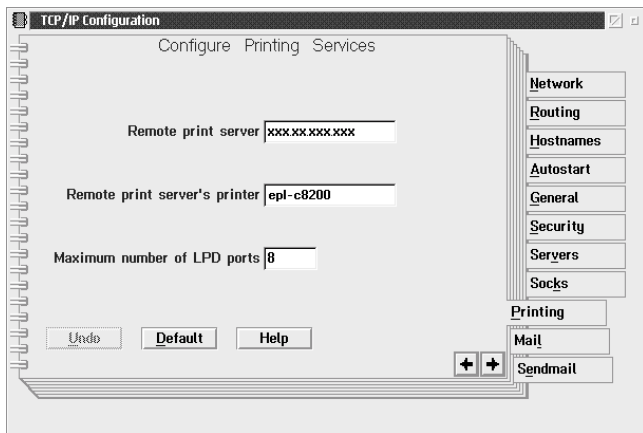 TCP/IP Configuration
Configure Printing Services
Remote print server xxx.xx.xxx.xxx
Remote print server's printer epl-c8200
Maximum number of LPD ports 8
Undo Default Help
Network
Routing
Hostnames
Autostart
General
Security
Servers
Socks
Printing
Mail
Sendmail